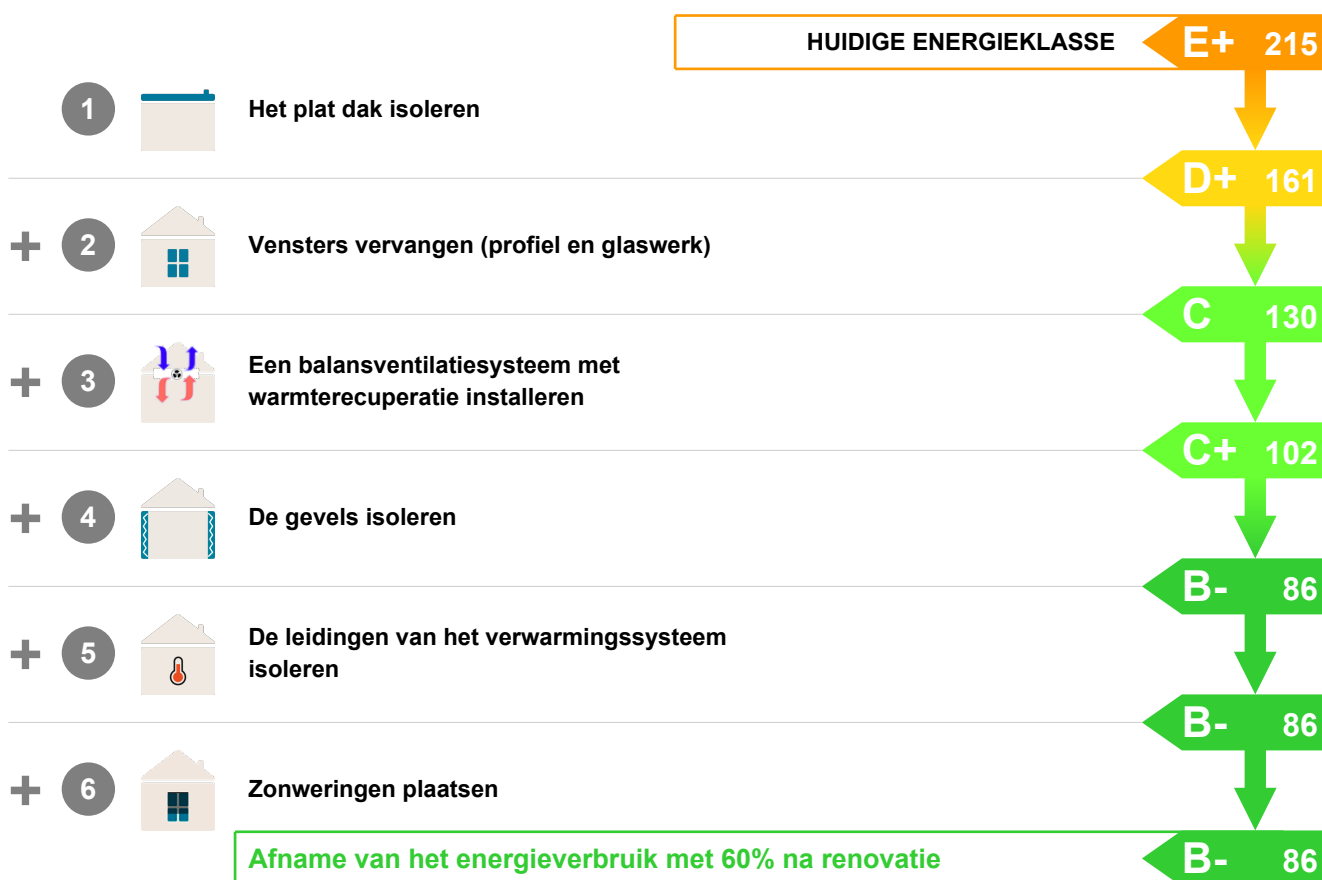 HUIDIGE ENERGIEKLASSE E+ 215
1 Het plat dak isoleren
D+ 161
+ 2 Vensters vervangen (profiel en glaswerk)
C 130
+ 3 Een balansventilatiesysteem met
warmterecuperatie installeren
C+ 102
+ 4 De gevels isoleren
B- 86
+ 5 De leidingen van het verwarmingssysteem
isoleren
B- 86
+ 6 Zonweringen plaatsen
Afname van het energieverbruik met 60% na renovatie B- 86